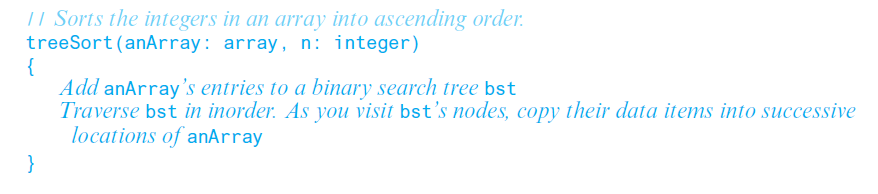 // Sorts the integers in an array into ascending order.
treeSort(anArray: array, n: integer)
{
Add anArray’s entries to a binary search tree bst
Traverse bst in inorder. As you visit bst’s nodes, copy their data items into successive
locations of anArray
}